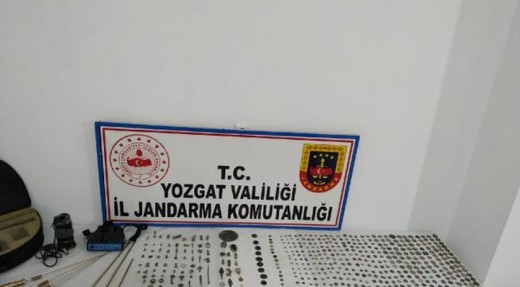 T.C.
YOZGAT VALİLİĞİ
İL JANDARMA KOMUTANLIĞI